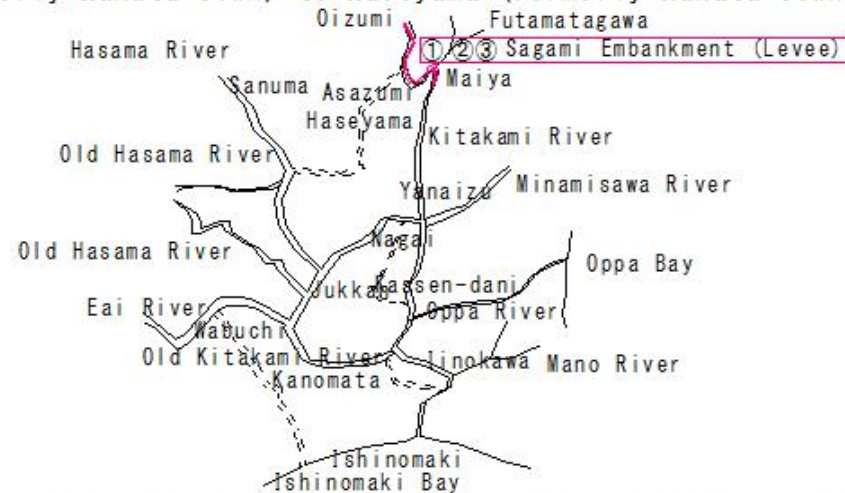 Oizumi
Futamatagawa
Hasama River
①②③ Sagami Embankment (Levee)
Sanuma
Asazumi
Maiya
Haseyama
Kitakami River
Old Hasama River
Yanaizu
Minamisawa River
Nagai
Old Hasama River
Oppa Bay
Jukkan
Kassen-dani
Eai River
Oppa River
Wabuchi
Old Kitakami River
Iinokawa
Mano River
Kanomata
Ishinomaki
Ishinomaki Bay